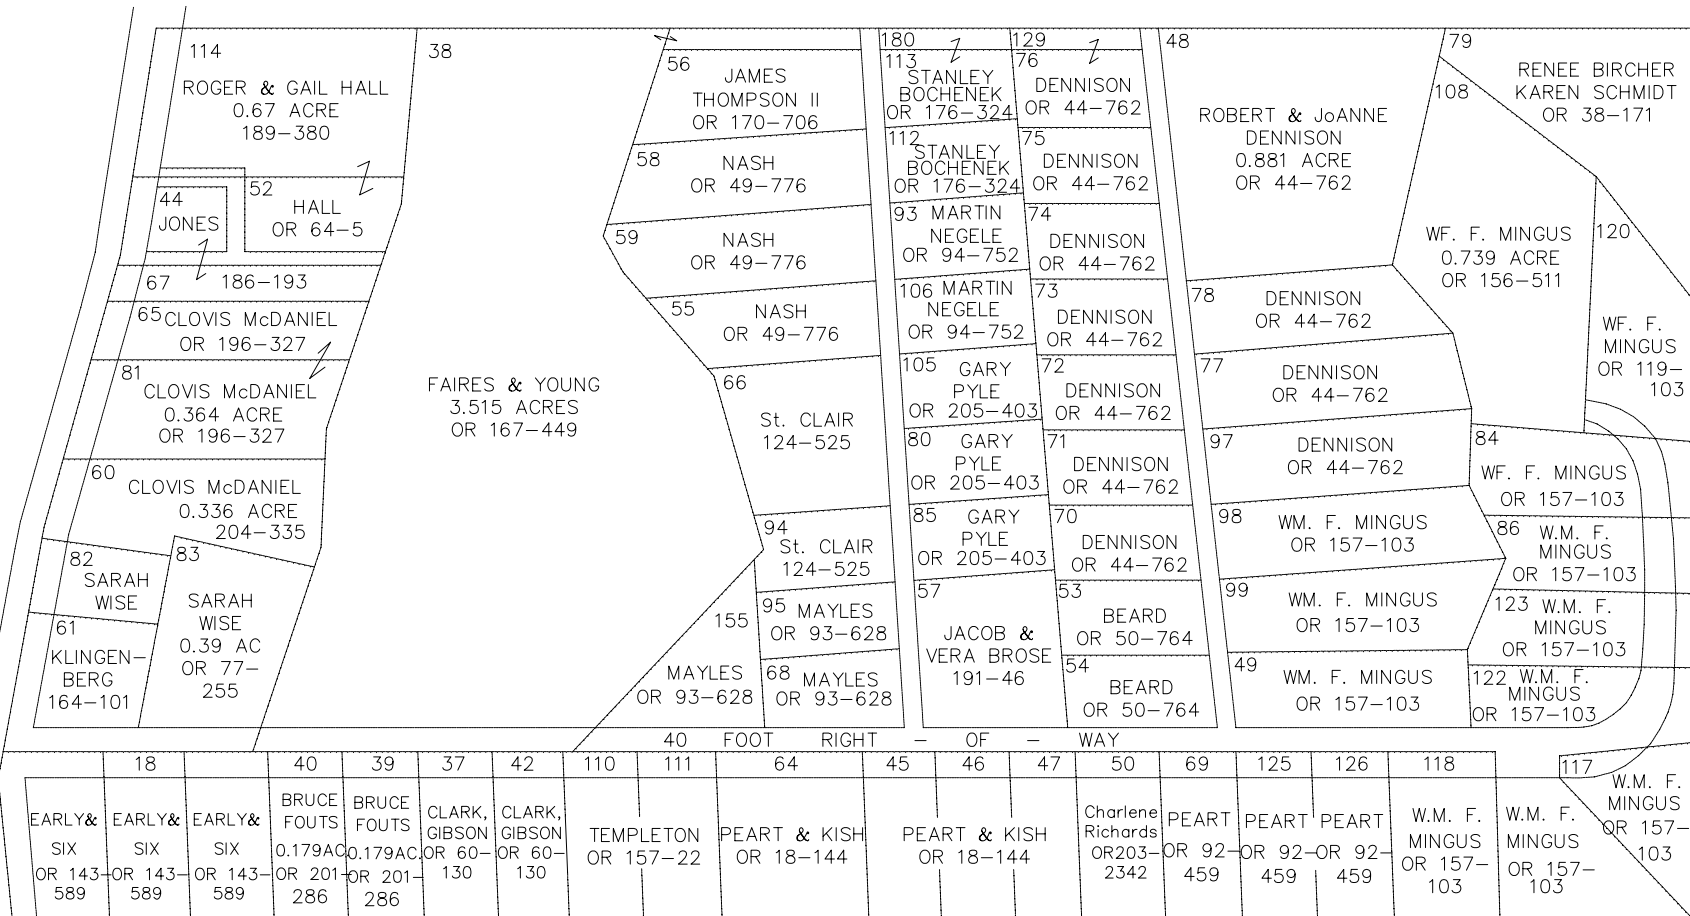 114
ROGER & GAIL HALL
0.67 ACRE
189-380
38
FAIRES & YOUNG
3.515 ACRES
OR 167-449
44
JONES
52
HALL
OR 64-5
67
186-193
65
CLOVIS McDANIEL
OR 196-327
81
CLOVIS McDANIEL
0.364 ACRE
OR 196-327
60
CLOVIS McDANIEL
0.336 ACRE
204-335
82
SARAH
WISE
83
SARAH
WISE
0.39 AC
OR 77-
255
61
KLINGEN-
BERG
164-101
56
JAMES
THOMPSON II
OR 170-706
58
NASH
OR 49-776
59
NASH
OR 49-776
55
NASH
OR 49-776
66
St. CLAIR
124-525
94
St. CLAIR
124-525
95
MAYLES
OR 93-628
155
MAYLES
OR 93-628
68
MAYLES
OR 93-628
180
113
STANLEY
BOCHENEK
OR 176-324
112
STANLEY
BOCHENEK
OR 176-324
93
MARTIN
NEGELE
OR 94-752
106
MARTIN
NEGELE
OR 94-752
105
GARY
PYLE
OR 205-403
80
GARY
PYLE
OR 205-403
85
GARY
PYLE
OR 205-403
57
JACOB &
VERA BROSE
191-46
129
76
DENNISON
OR 44-762
75
DENNISON
OR 44-762
74
DENNISON
OR 44-762
73
DENNISON
OR 44-762
72
DENNISON
OR 44-762
71
DENNISON
OR 44-762
70
DENNISON
OR 44-762
53
BEARD
OR 50-764
54
BEARD
OR 50-764
48
ROBERT & JoANNE
DENNISON
0.881 ACRE
OR 44-762
78
DENNISON
OR 44-762
77
DENNISON
OR 44-762
97
DENNISON
OR 44-762
98
WM. F. MINGUS
OR 157-103
99
WM. F. MINGUS
OR 157-103
49
WM. F. MINGUS
OR 157-103
79
RENEE BIRCHER
KAREN SCHMIDT
OR 38-171
108
WF. F. MINGUS
0.739 ACRE
OR 156-511
120
WF. F.
MINGUS
OR 119-
103
84
WF. F. MINGUS
OR 157-103
86
W.M. F.
MINGUS
OR 157-103
123
W.M. F.
MINGUS
OR 157-103
122
W.M. F.
MINGUS
OR 157-103
40 FOOT RIGHT - OF - WAY
EARLY&
SIX
OR 143-
589
18
EARLY&
SIX
OR 143-
589
EARLY&
SIX
OR 143-
589
40
BRUCE
FOUTS
0.179AC
OR 201-
286
39
BRUCE
FOUTS
0.179AC.
OR 201-
286
37
CLARK,
GIBSON
OR 60-
130
42
CLARK,
GIBSON
OR 60-
130
110
111
TEMPLETON
OR 157-22
64
PEART & KISH
OR 18-144
45
46
47
PEART & KISH
OR 18-144
50
Charlene
Richards
OR203-
2342
69
PEART
OR 92-
459
125
PEART
OR 92-
459
126
PEART
OR 92-
459
118
W.M. F.
MINGUS
OR 157-
103
W.M. F.
MINGUS
OR 157-
103
117
W.M. F.
MINGUS
OR 157-
103